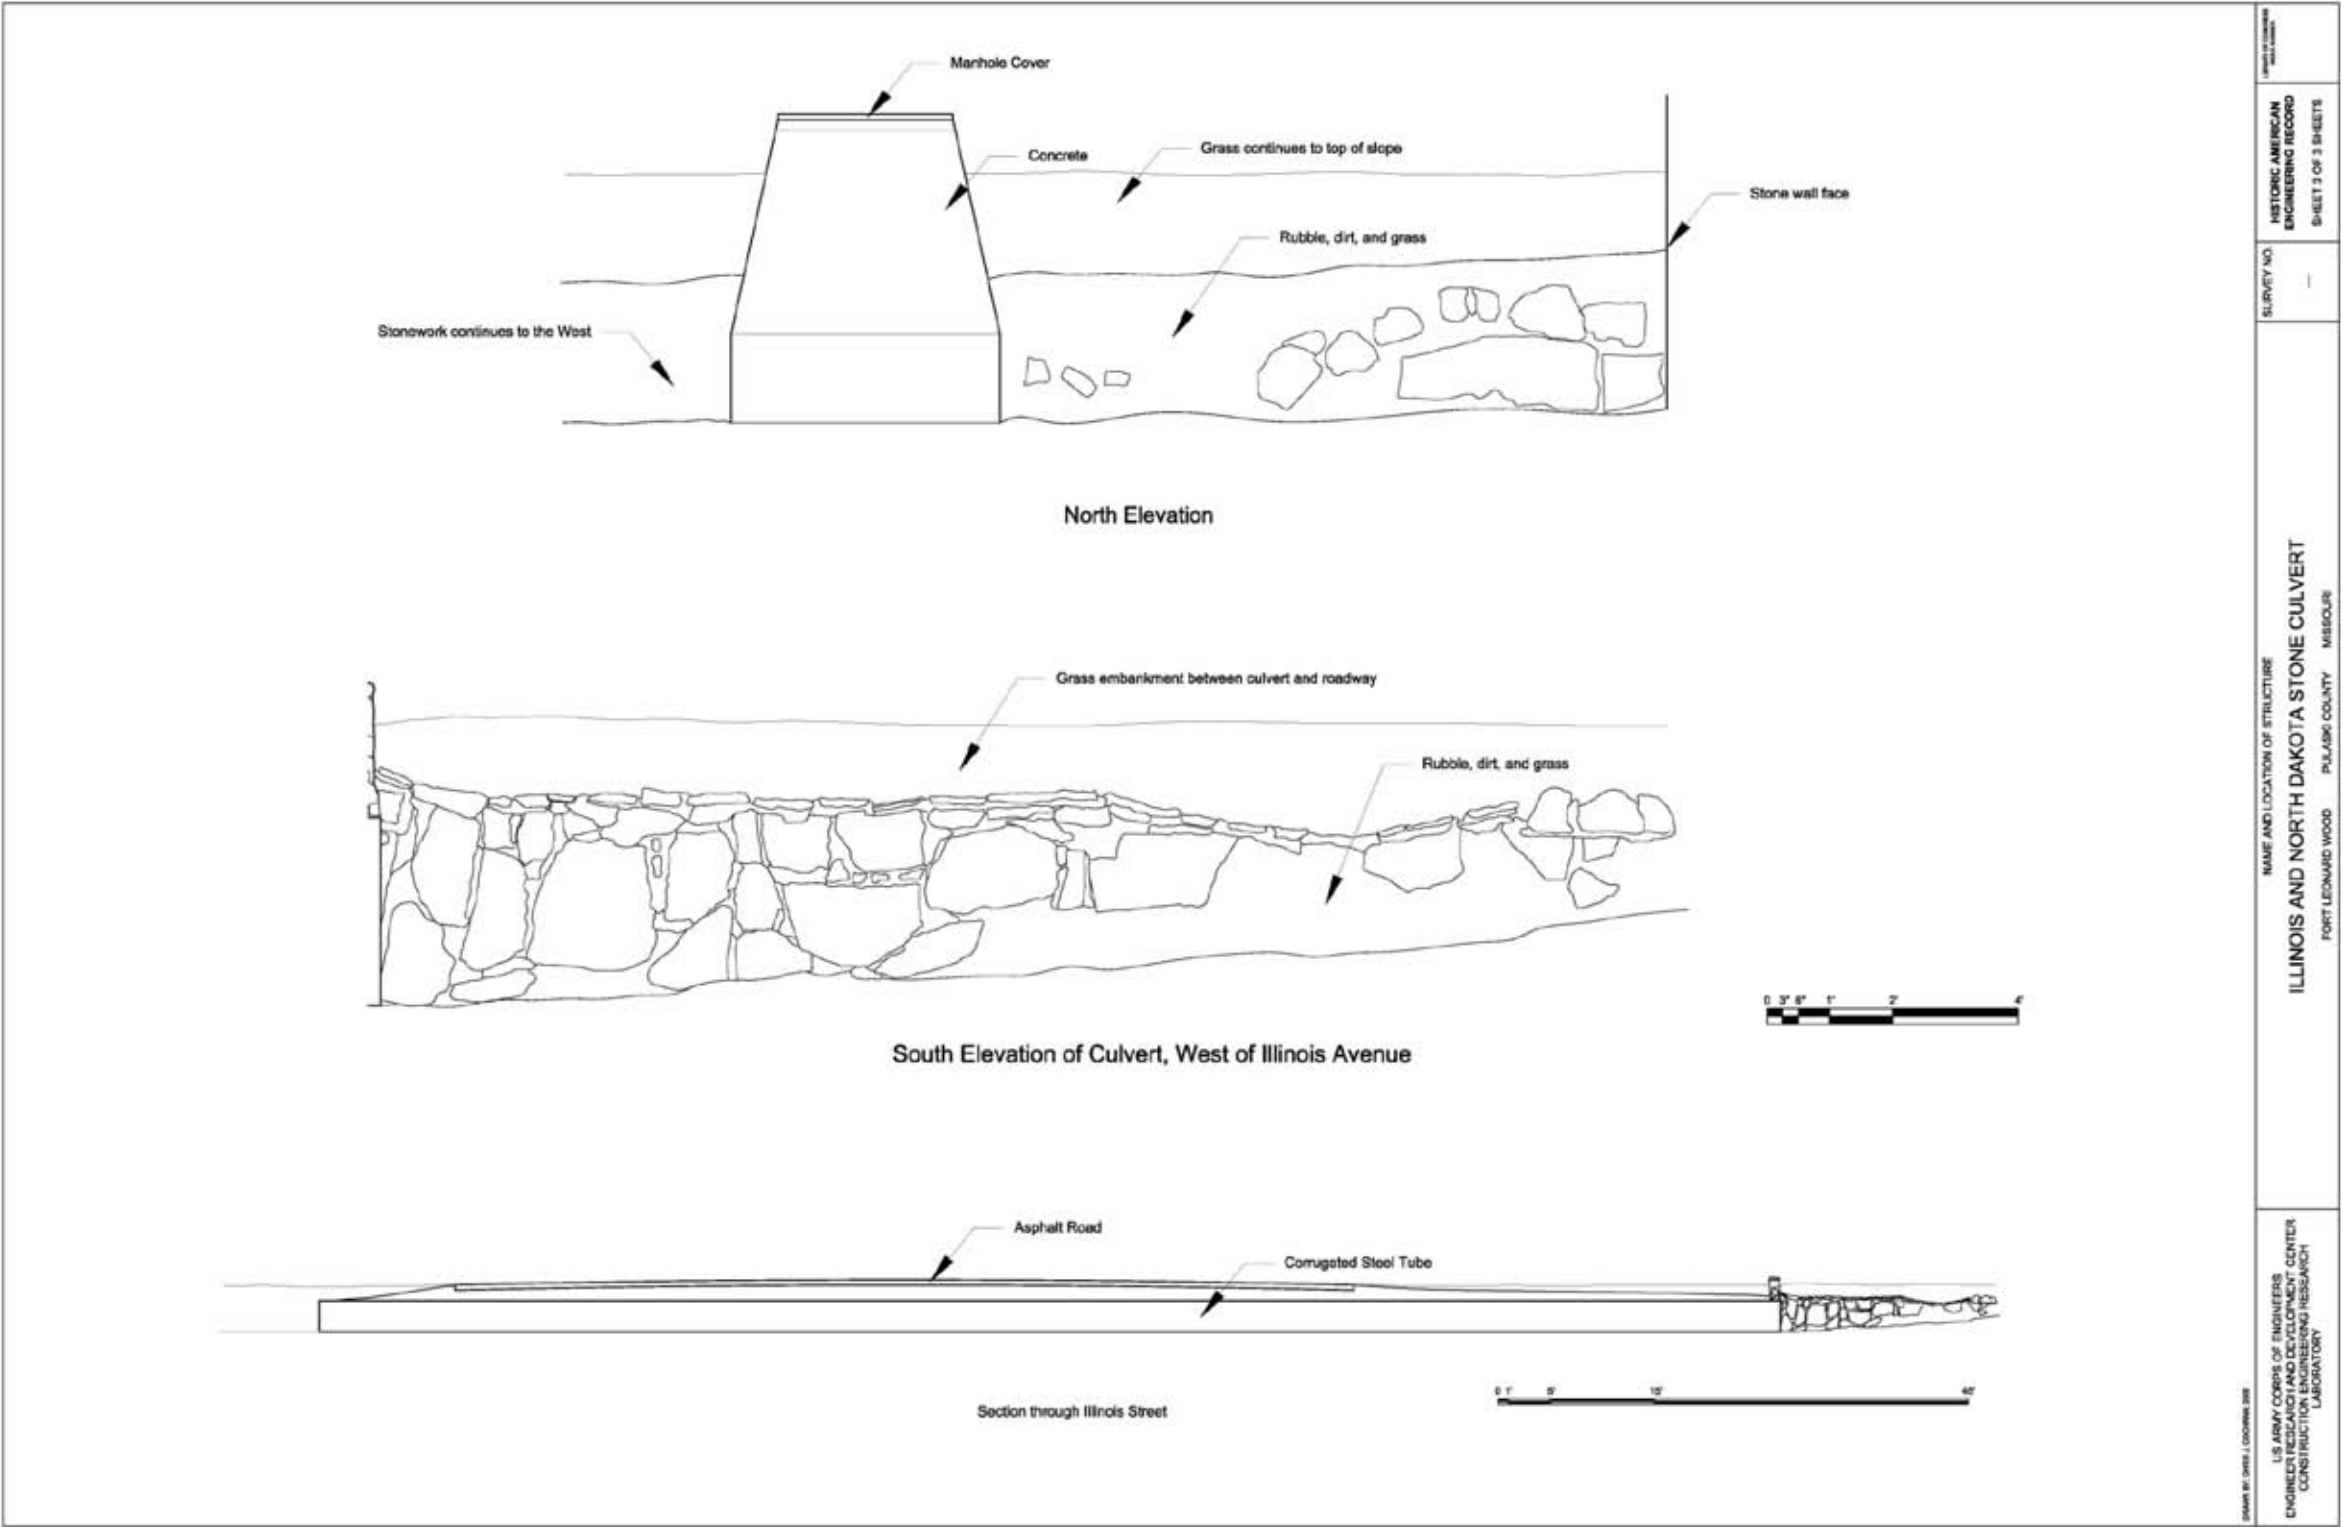 Manhole Cover
Concrete
Grass continues to top of slope
Stone wall face
Rubble, dirt, and grass
Stonework continues to the West
North Elevation
Grass embankment between culvert and roadway
Rubble, dirt, and grass
0 3" 6" 1' 2' 4'
South Elevation of Culvert, West of Illinois Avenue
Asphalt Road
Corrugated Steel Tube
0 1' 5' 15'
Section through Illinois Street
HISTORIC AMERICAN
ENGINEERING RECORD
SHEET 3 OF 3 SHEETS
SURVEY NO.
NAME AND LOCATION OF STRUCTURE
ILLINOIS AND NORTH DAKOTA STONE CULVERT
FORT LEONARD WOOD PULASKI COUNTY MISSOURI
US ARMY CORPS OF ENGINEERS
ENGINEER RESEARCH AND DEVELOPMENT CENTER
CONSTRUCTION ENGINEERING RESEARCH
LABORATORY
DRAWN BY: